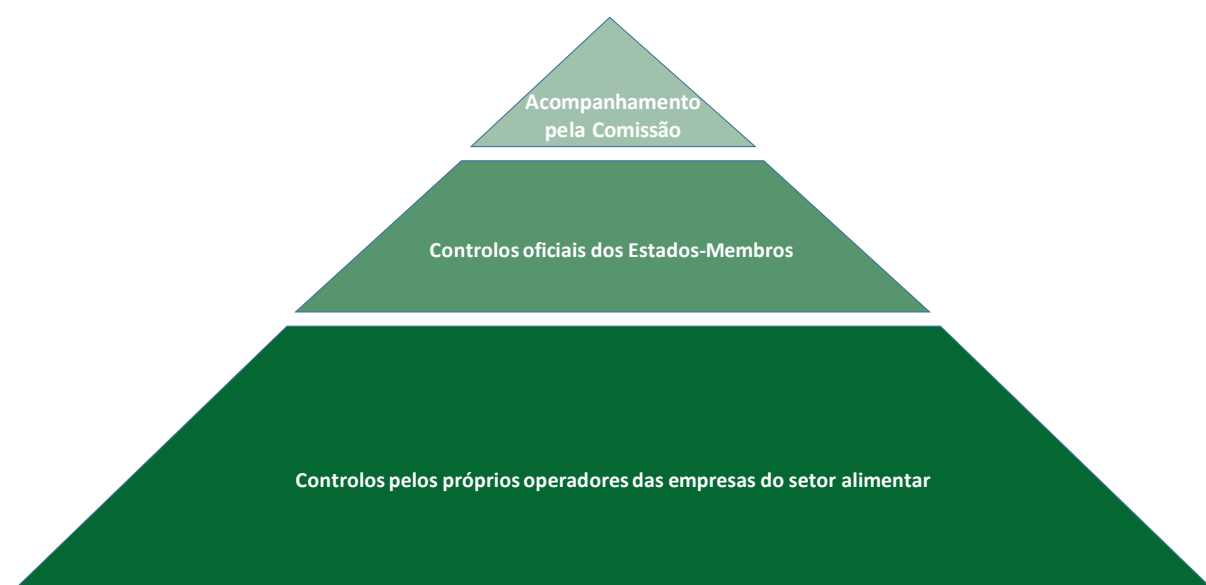 Acompanhamento
pela Comissão
Controlos oficiais dos Estados-Membros
Controlos pelos próprios operadores das empresas do setor alimentar